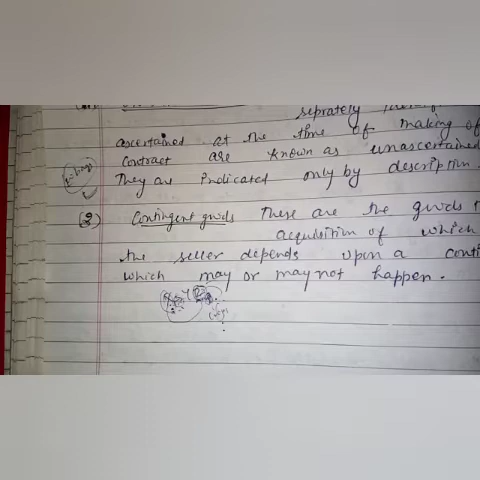 seprately
ascertained at the time of making of
Contract are known as unascertained
They are indicated only by description.
(2) Contingent goods These are the goods
acquisition of which
the seller depends upon a conti
which may or may not happen.